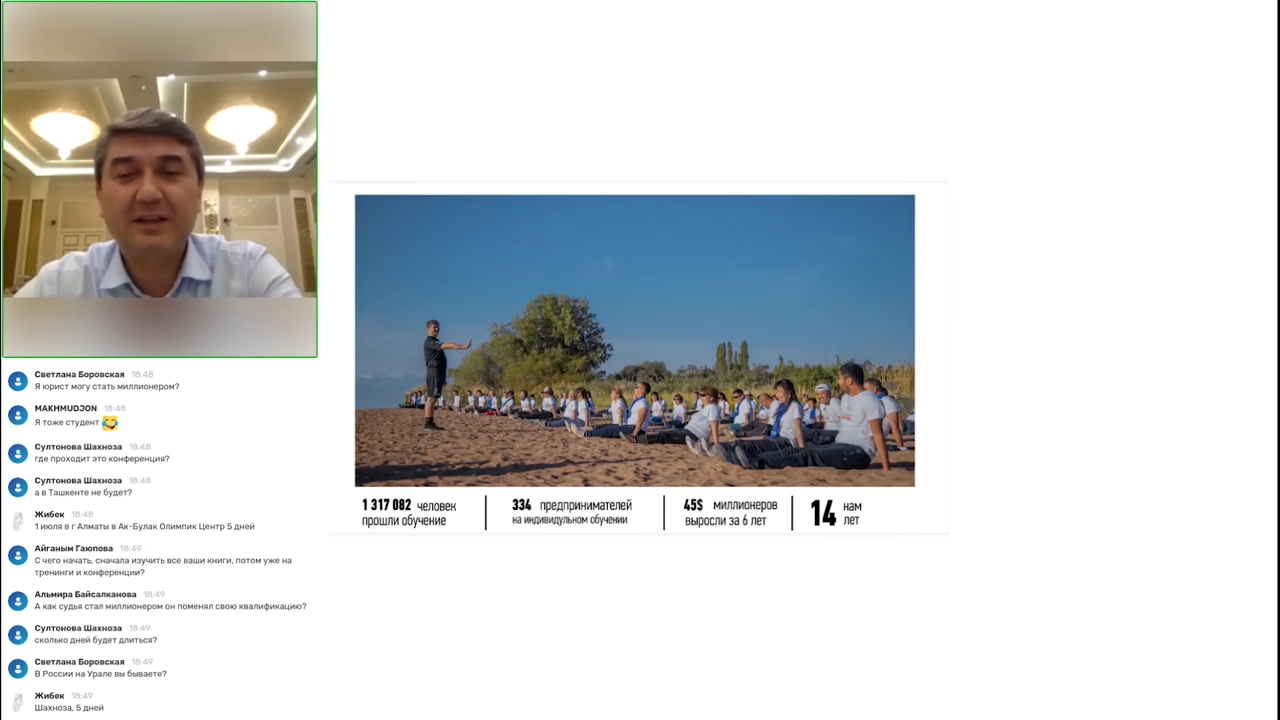 Светлана Боровская 18:48
Я юрист могу стать миллионером?
MAKHMUDJON 18:48
Я тоже студент 😂
Султонова Шахноза 18:48
где проходит это конференция?
Султонова Шахноза 18:48
а в Ташкенте не будет?
Жибек 18:48
1 июля в г Алматы в Ак-Булак Олимпик Центр 5 дней
Айганым Гаюпова 18:49
С чего начать, сначала изучить все ваши книги, потом уже на
тренинги и конференции?
Альмира Байсалканова 18:49
А как судья стал миллионером он поменял свою квалификацию?
Султонова Шахноза 18:49
сколько дней будет длиться?
Светлана Боровская 18:49
В России на Урале вы бываете?
Жибек 18:49
Шахноза, 5 дней
1 317 082 человек
прошли обучение
334 предпринимателей
на индивидульном обучении
45$ миллионеров
выросли за 6 лет
14 нам
лет